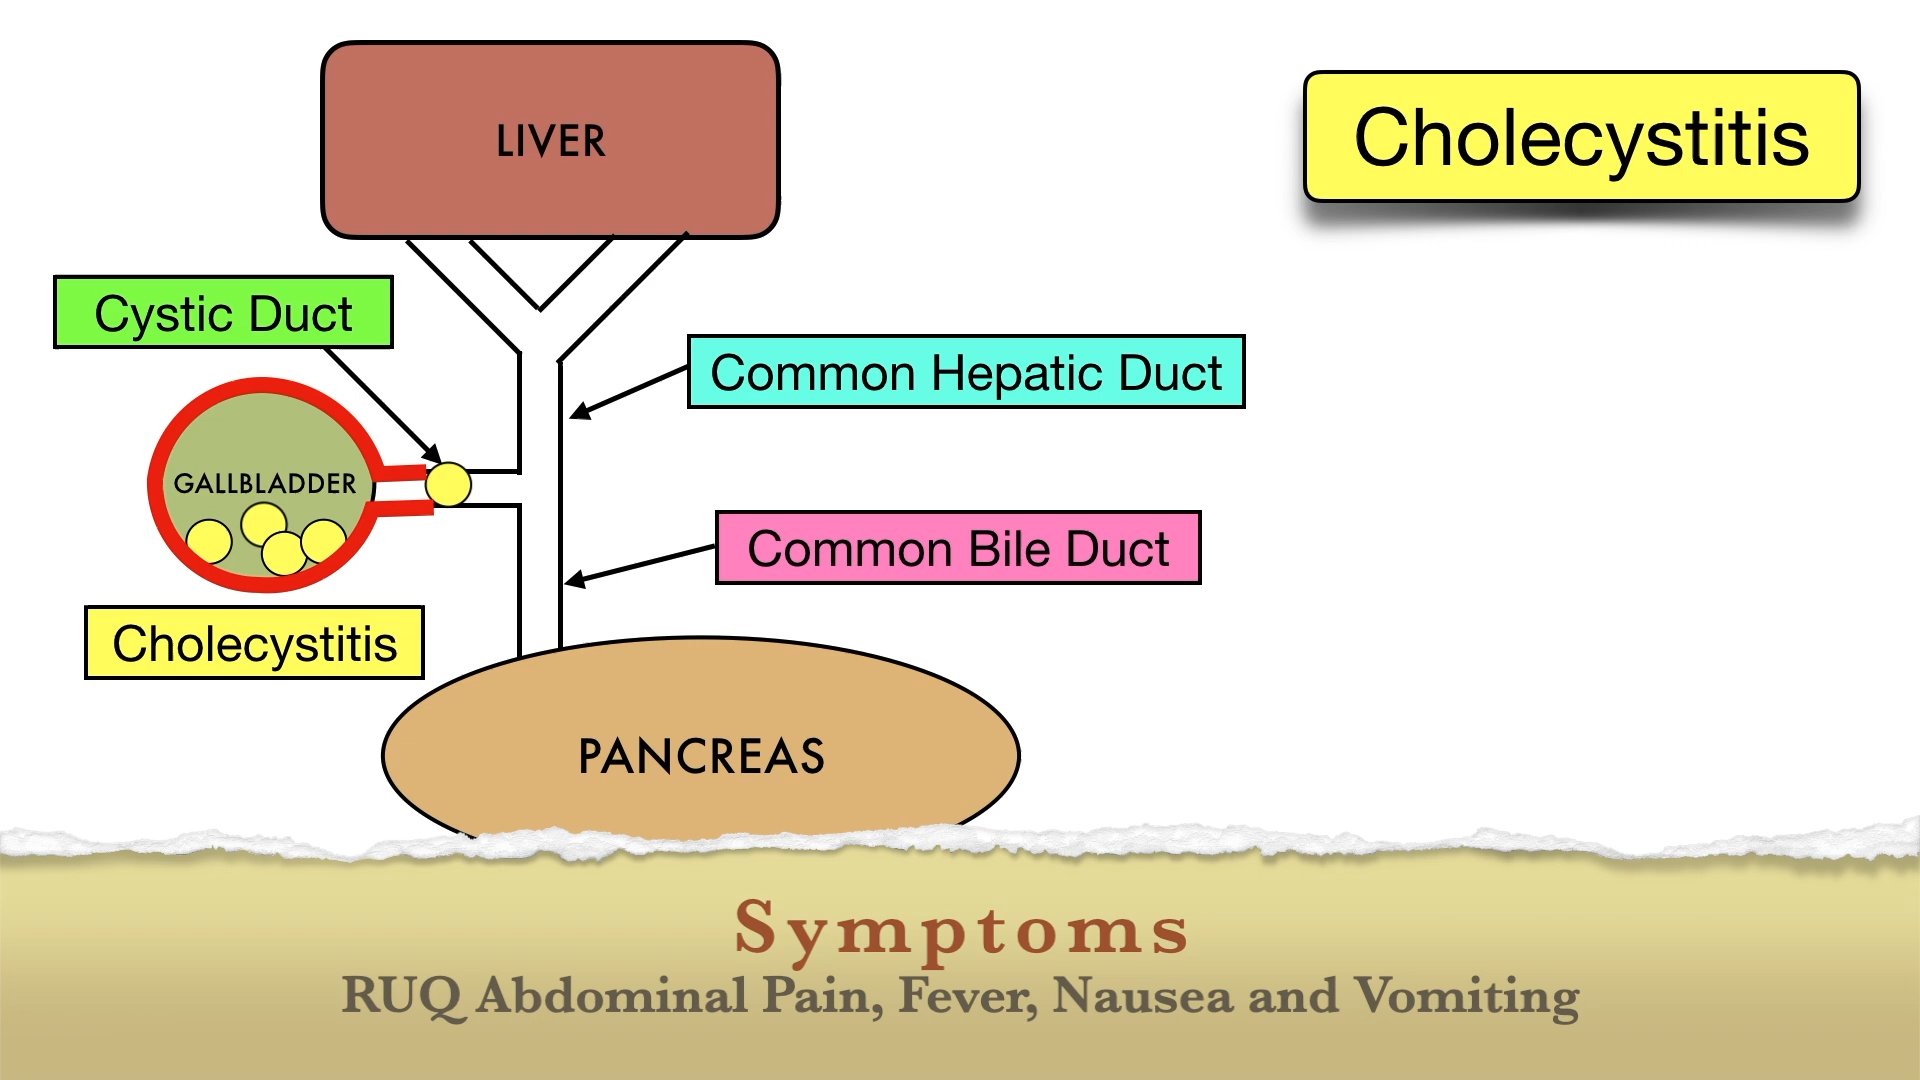 LIVER
Cholecystitis
Cystic Duct
Common Hepatic Duct
GALLBLADDER
Common Bile Duct
Cholecystitis
PANCREAS
Symptoms
RUQ Abdominal Pain, Fever, Nausea and Vomiting